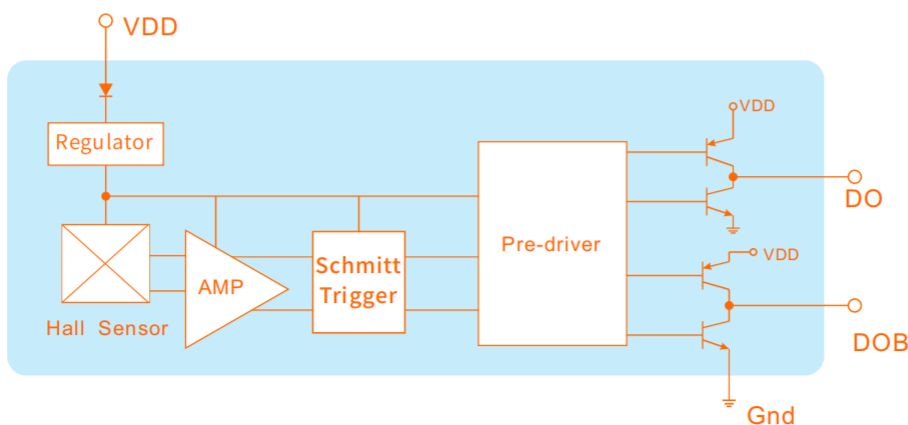 VDD
Regulator
VDD
DO
Pre-driver
VDD
Schmitt
Trigger
AMP
Hall Sensor
DOB
Gnd